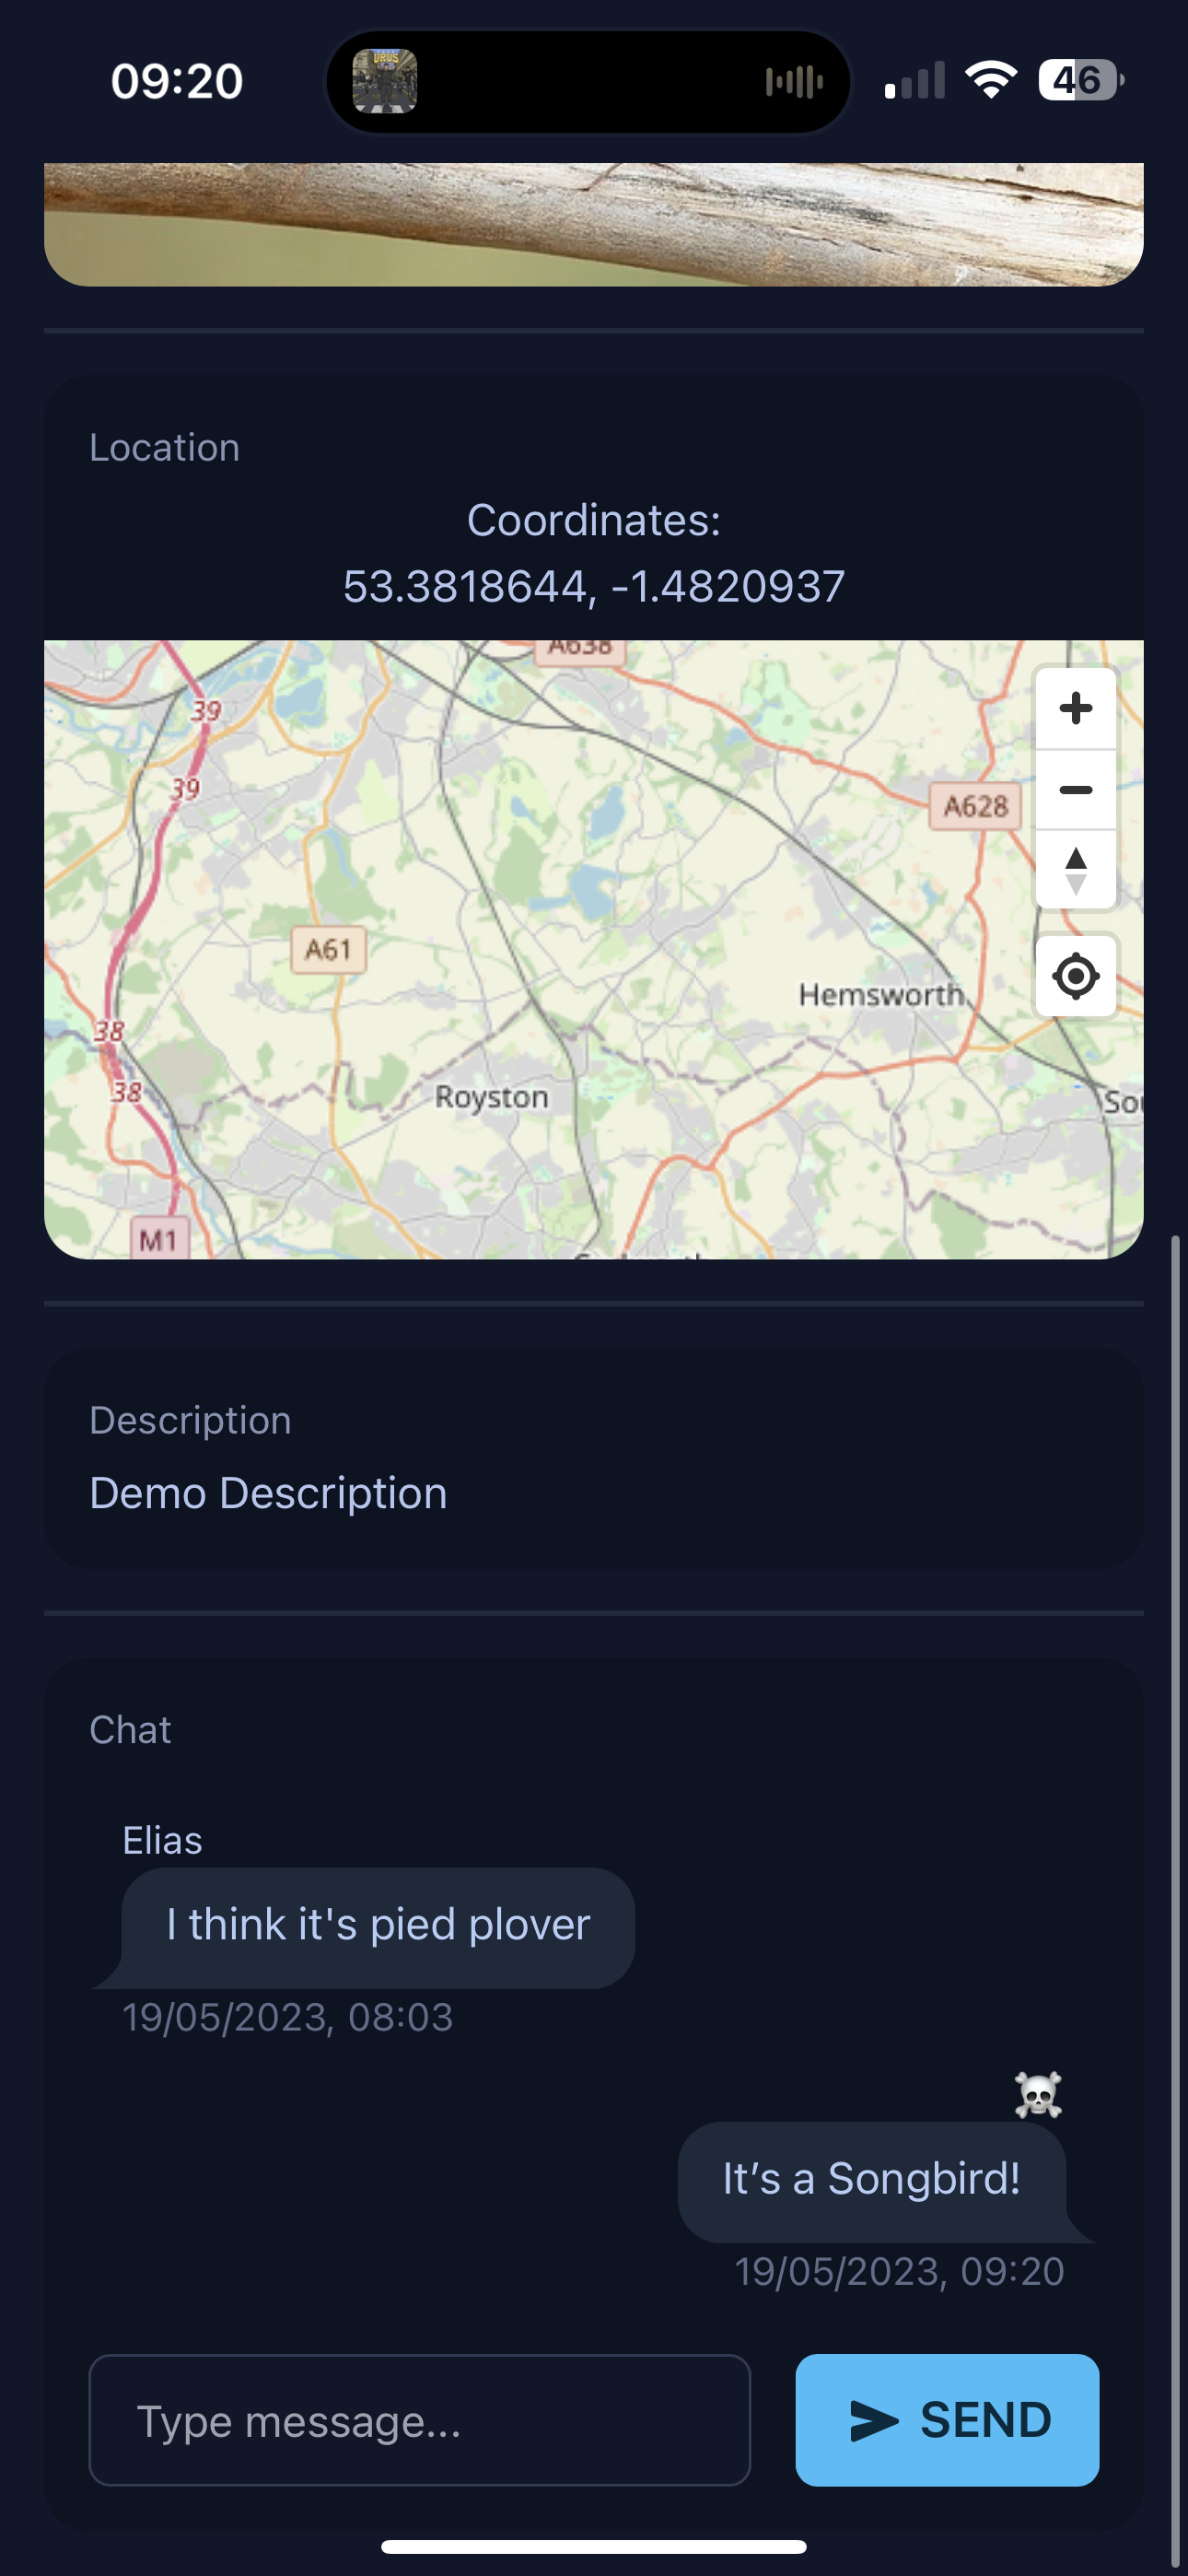 09:20
46
Location
Coordinates:
53.3818644, -1.4820937
A638
39
39
A628
A61
Hemsworth
38
Royston
38
M1
Description
Demo Description
Chat
Elias
I think it's pied plover
19/05/2023, 08:03
☠️
It’s a Songbird!
19/05/2023, 09:20
Type message...
SEND